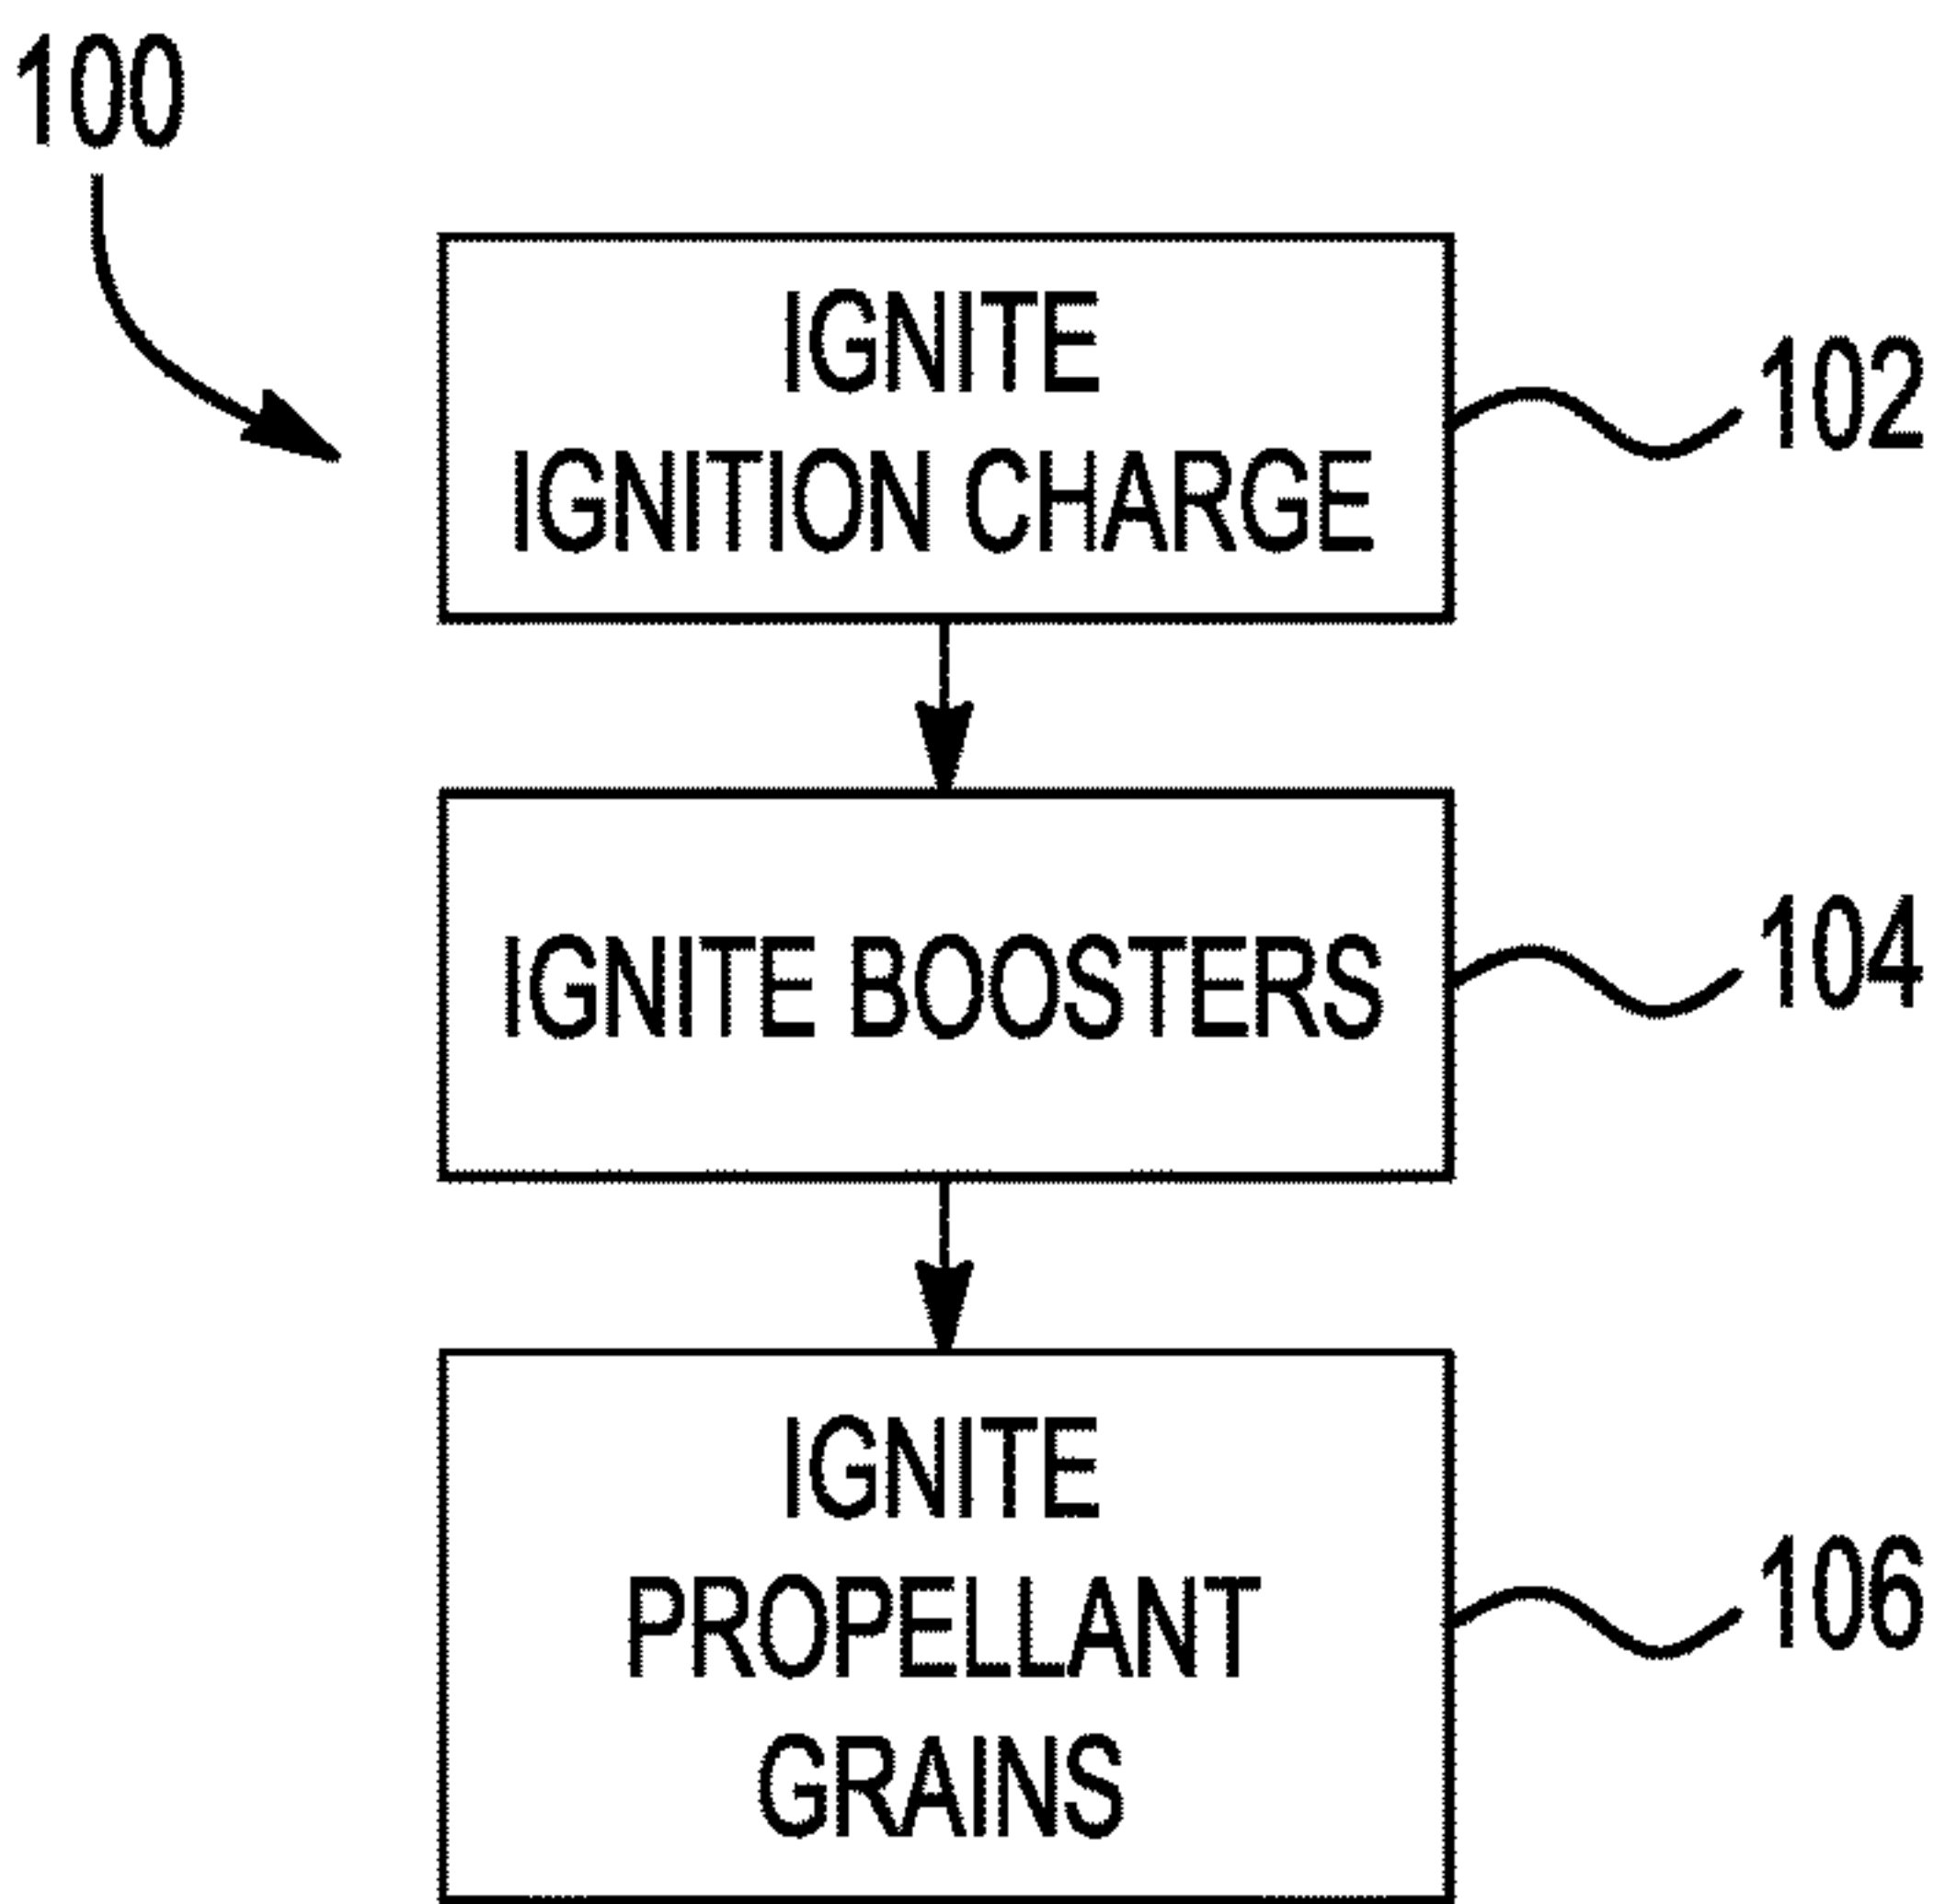 100
IGNITE
IGNITION CHARGE
102
IGNITE BOOSTERS
104
IGNITE
PROPELLANT
GRAINS
106